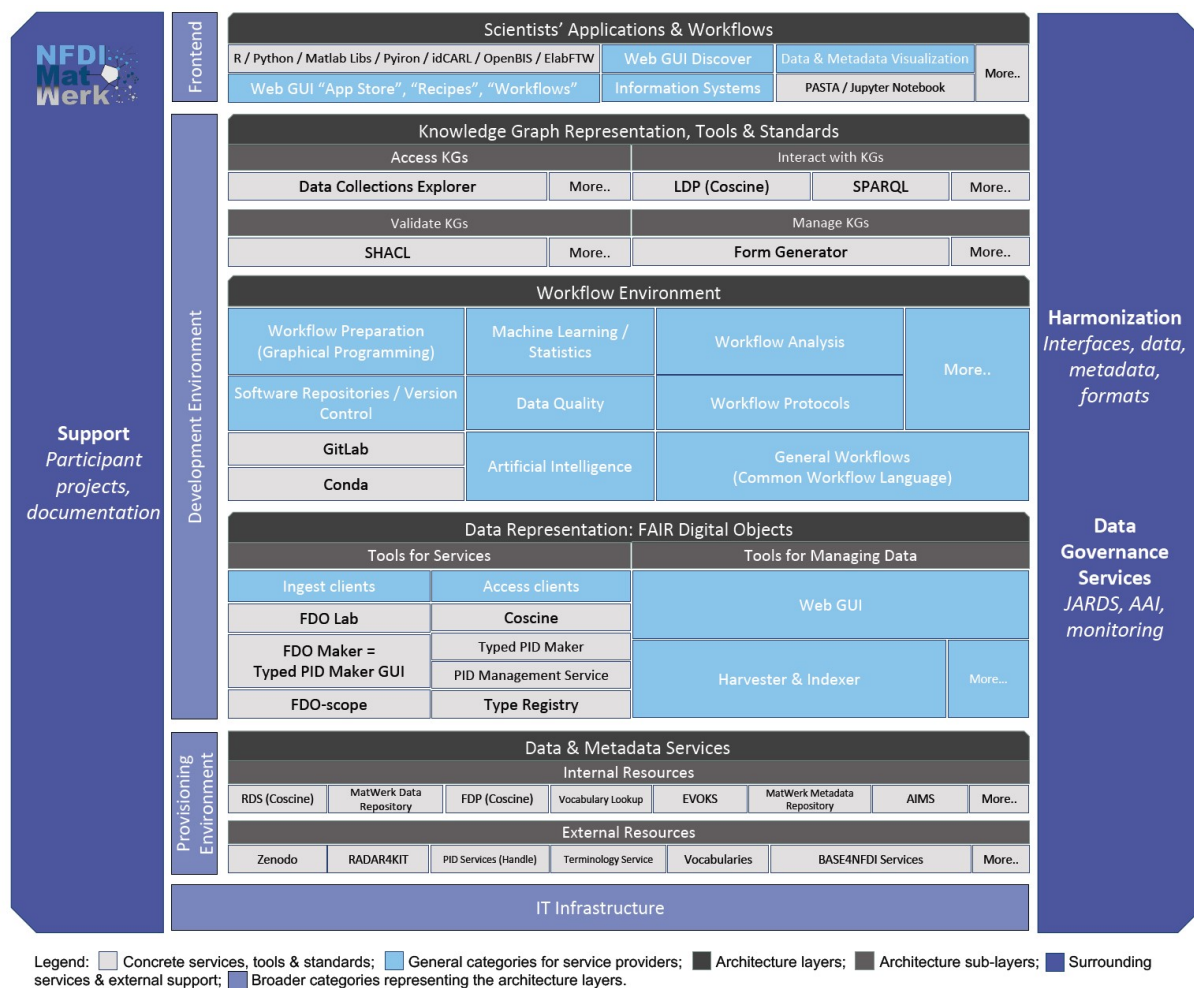 NFDI
Mat
Werk
Support
Participant
projects,
documentation
Frontend
Scientists’ Applications & Workflows
R / Python / Matlab Libs / Pyiron / idCARL / OpenBIS / ElabFTW
Web GUI Discover
Data & Metadata Visualization
More..
Web GUI “App Store”, “Recipes”, “Workflows”
Information Systems
PASTA / Jupyter Notebook
Development Environment
Knowledge Graph Representation, Tools & Standards
Access KGs
Interact with KGs
Data Collections Explorer
More..
LDP (Coscine)
SPARQL
More..
Validate KGs
Manage KGs
SHACL
More..
Form Generator
More..
Workflow Environment
Workflow Preparation
(Graphical Programming)
Machine Learning /
Statistics
Workflow Analysis
More..
Software Repositories / Version
Control
Data Quality
Workflow Protocols
GitLab
Conda
Artificial Intelligence
General Workflows
(Common Workflow Language)
Data Representation: FAIR Digital Objects
Tools for Services
Tools for Managing Data
Ingest clients
Access clients
Web GUI
FDO Lab
Coscine
FDO Maker =
Typed PID Maker GUI
Typed PID Maker
PID Management Service
Harvester & Indexer
More...
FDO-scope
Type Registry
Provisioning
Environment
Data & Metadata Services
Internal Resources
RDS (Coscine)
MatWerk Data
Repository
FDP (Coscine)
Vocabulary Lookup
EVOKS
MatWerk Metadata
Repository
AIMS
More..
External Resources
Zenodo
RADAR4KIT
PID Services (Handle)
Terminology Service
Vocabularies
BASE4NFDI Services
More..
IT Infrastructure
Harmonization
Interfaces, data,
metadata,
formats
Data
Governance
Services
JARDS, AAI,
monitoring
Legend: Concrete services, tools & standards; General categories for service providers; Architecture layers; Architecture sub-layers; Surrounding
services & external support; Broader categories representing the architecture layers.